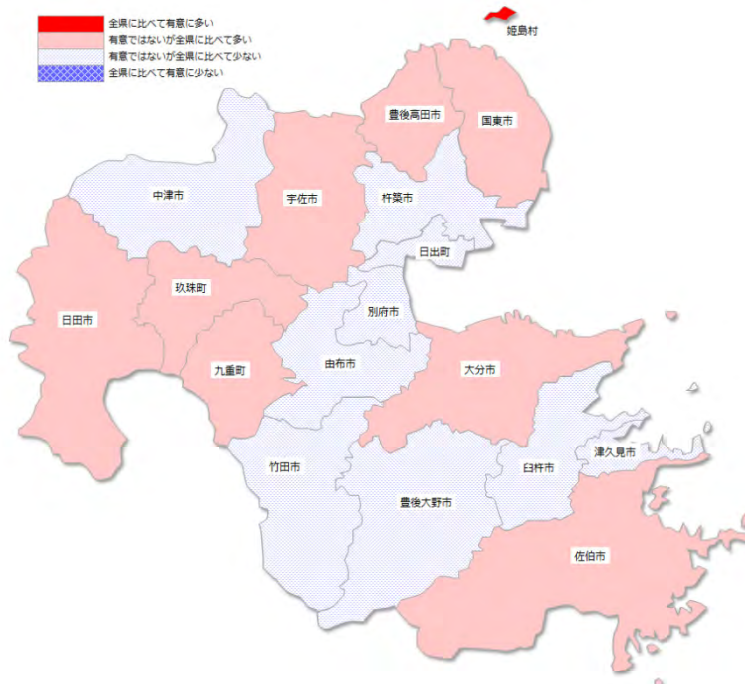 全県に比べて有意に多い
有意ではないが全県に比べて多い
有意ではないが全県に比べて少ない
全県に比べて有意に少ない
姫島村
豊後高田市
国東市
中津市
宇佐市
杵築市
日出町
玖珠町
別府市
日田市
由布市
九重町
大分市
津久見市
竹田市
臼杵市
豊後大野市
佐伯市